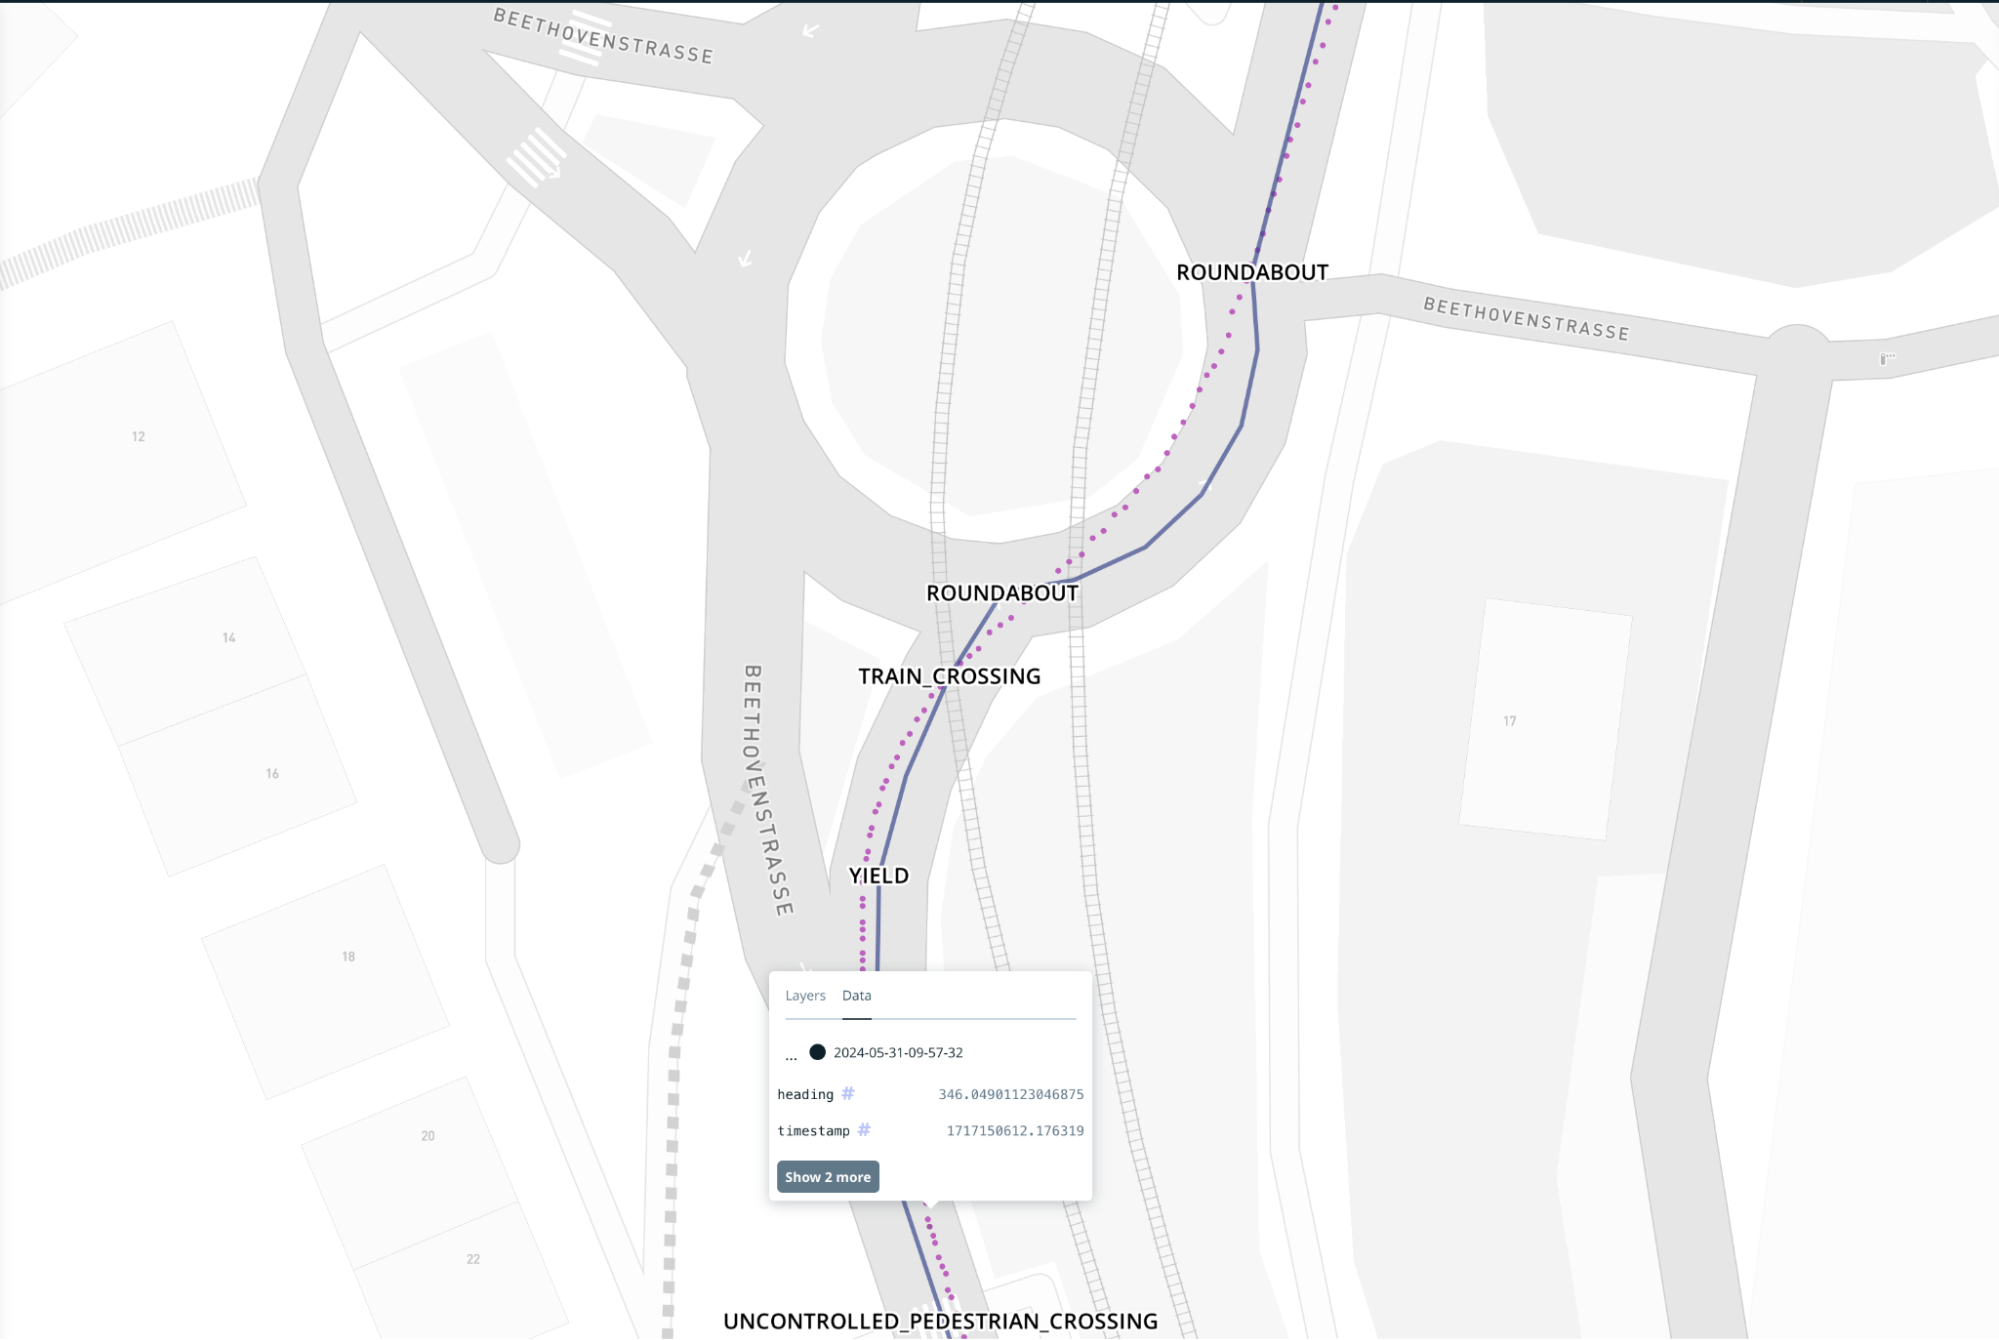 BEETHOVENSTRASSE
ROUNDABOUT
BEETHOVENSTRASSE
12
ROUNDABOUT
14
TRAIN_CROSSING
BEETHOVENSTRASSE
17
16
YIELD
18
Layers Data
... 2024-05-31-09-57-32
heading # 346.04901123046875
timestamp # 1717150612.176319
Show 2 more
20
22
UNCONTROLLED_PEDESTRIAN_CROSSING